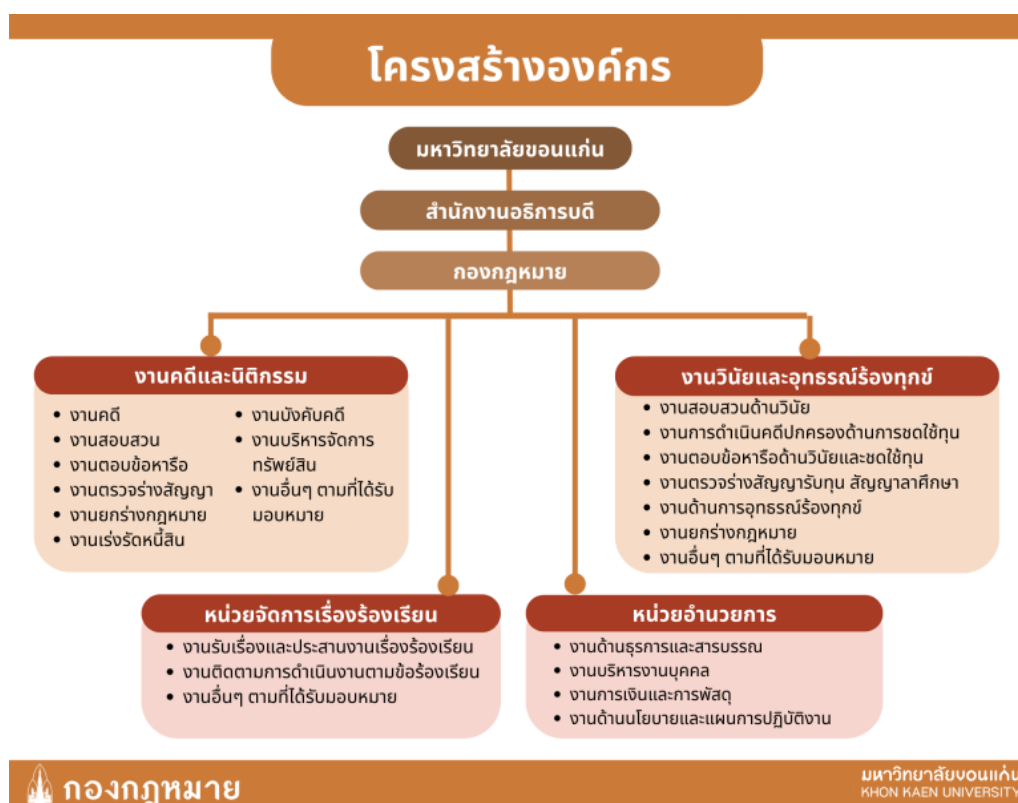 โครงสร้างองค์กร
มหาวิทยาลัยขอนแก่น
สำนักงานอธิการบดี
กองกฎหมาย
งานคดีและนิติกรรม
• งานคดี
• งานสอบสวน
• งานตอบข้อหารือ
• งานตรวจร่างสัญญา
• งานยกร่างกฎหมาย
• งานเร่งรัดหนี้สิน
• งานบังคับคดี
• งานบริหารจัดการ
ทรัพย์สิน
• งานอื่นๆ ตามที่ได้รับ
มอบหมาย
งานวินัยและอุทธรณ์ร้องทุกข์
• งานสอบสวนด้านวินัย
• งานการดำเนินคดีปกครองด้านการชดใช้ทุน
• งานตอบข้อหารือด้านวินัยและชดใช้ทุน
• งานตรวจร่างสัญญารับทุน สัญญาลาศึกษา
• งานด้านการอุทธรณ์ร้องทุกข์
• งานยกร่างกฎหมาย
• งานอื่นๆ ตามที่ได้รับมอบหมาย
หน่วยจัดการเรื่องร้องเรียน
• งานรับเรื่องและประสานงานเรื่องร้องเรียน
• งานติดตามการดำเนินงานตามข้อร้องเรียน
• งานอื่นๆ ตามที่ได้รับมอบหมาย
หน่วยอำนวยการ
• งานด้านธุรการและสารบรรณ
• งานบริหารงานบุคคล
• งานการเงินและการพัสดุ
• งานด้านนโยบายและแผนการปฏิบัติงาน
กองกฎหมาย
มหาวิทยาลัยขอนแก่น
KHON KAEN UNIVERSITY